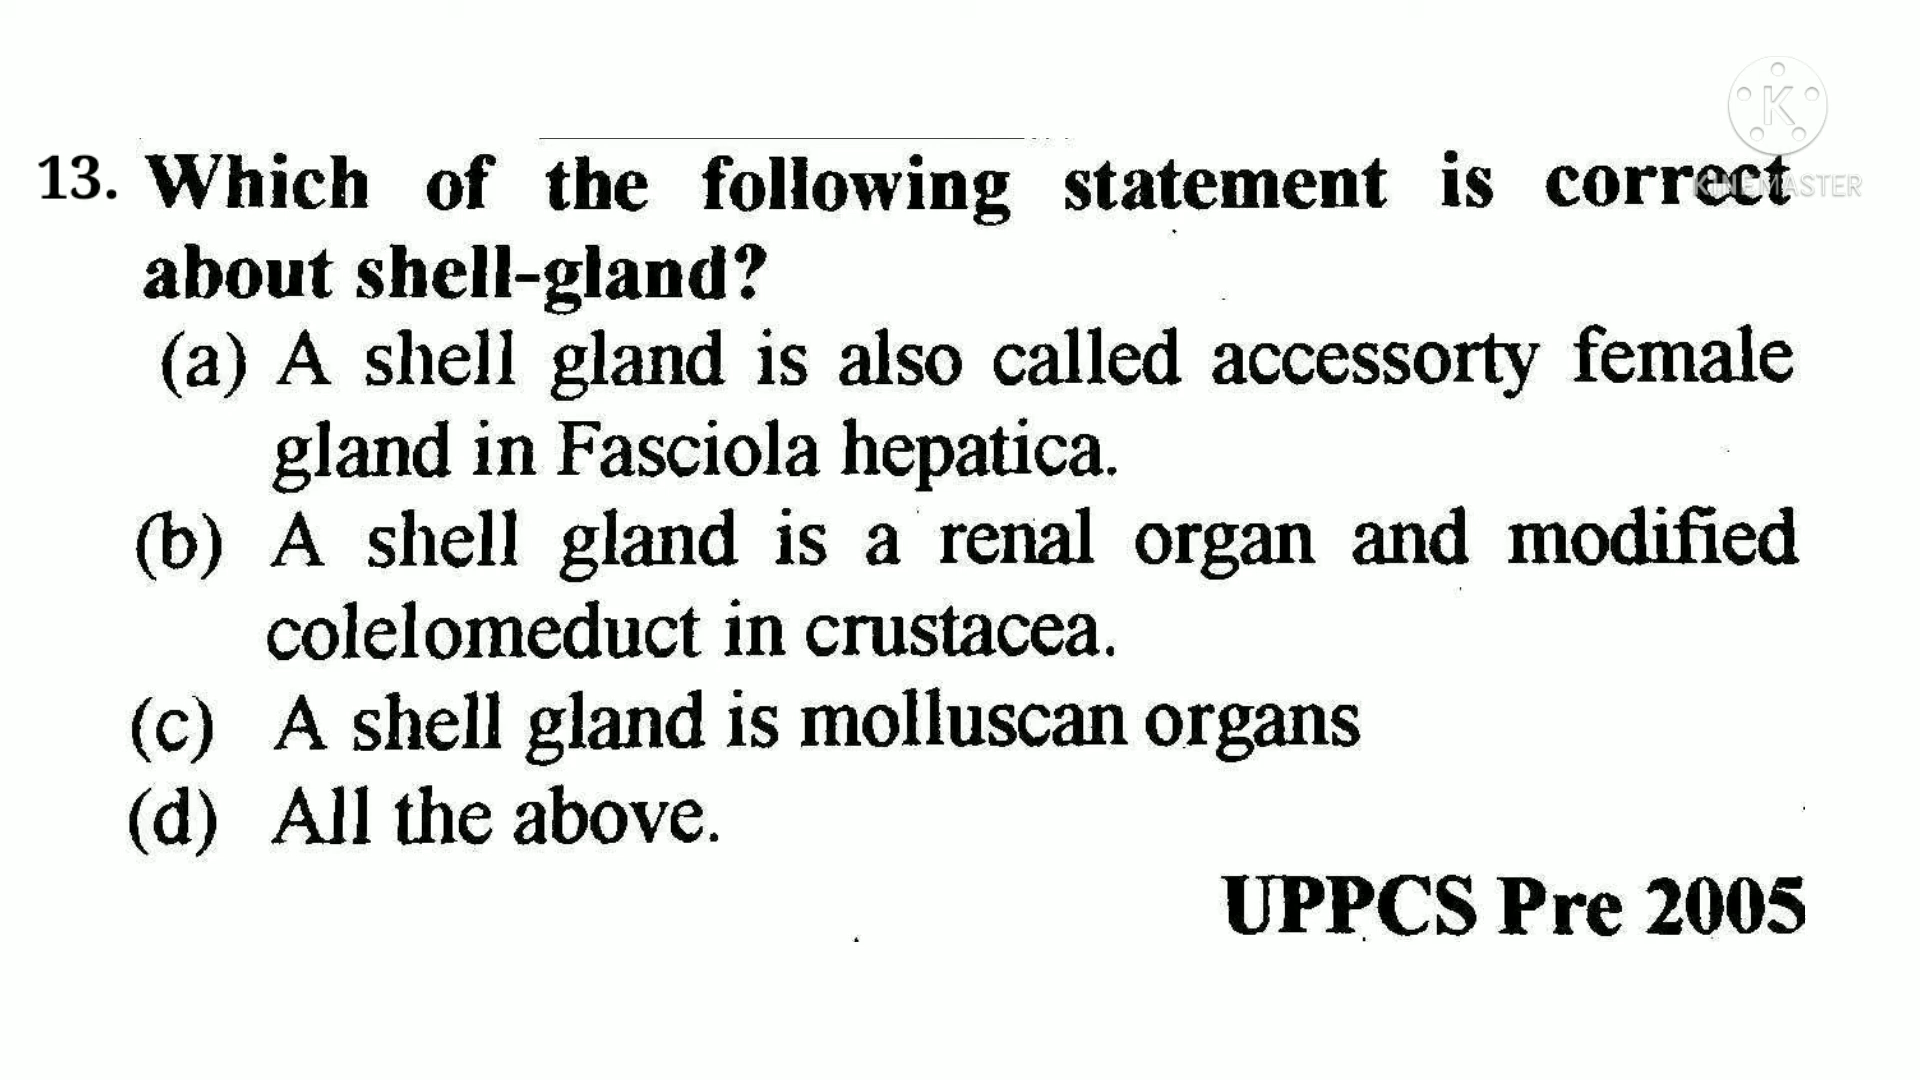 K
KINEMASTER
13. Which of the following statement is correct
about shell-gland?
(a) A shell gland is also called accessorty female
gland in Fasciola hepatica.
(b) A shell gland is a renal organ and modified
colelomeduct in crustacea.
(c) A shell gland is molluscan organs
(d) All the above.
UPPCS Pre 2005